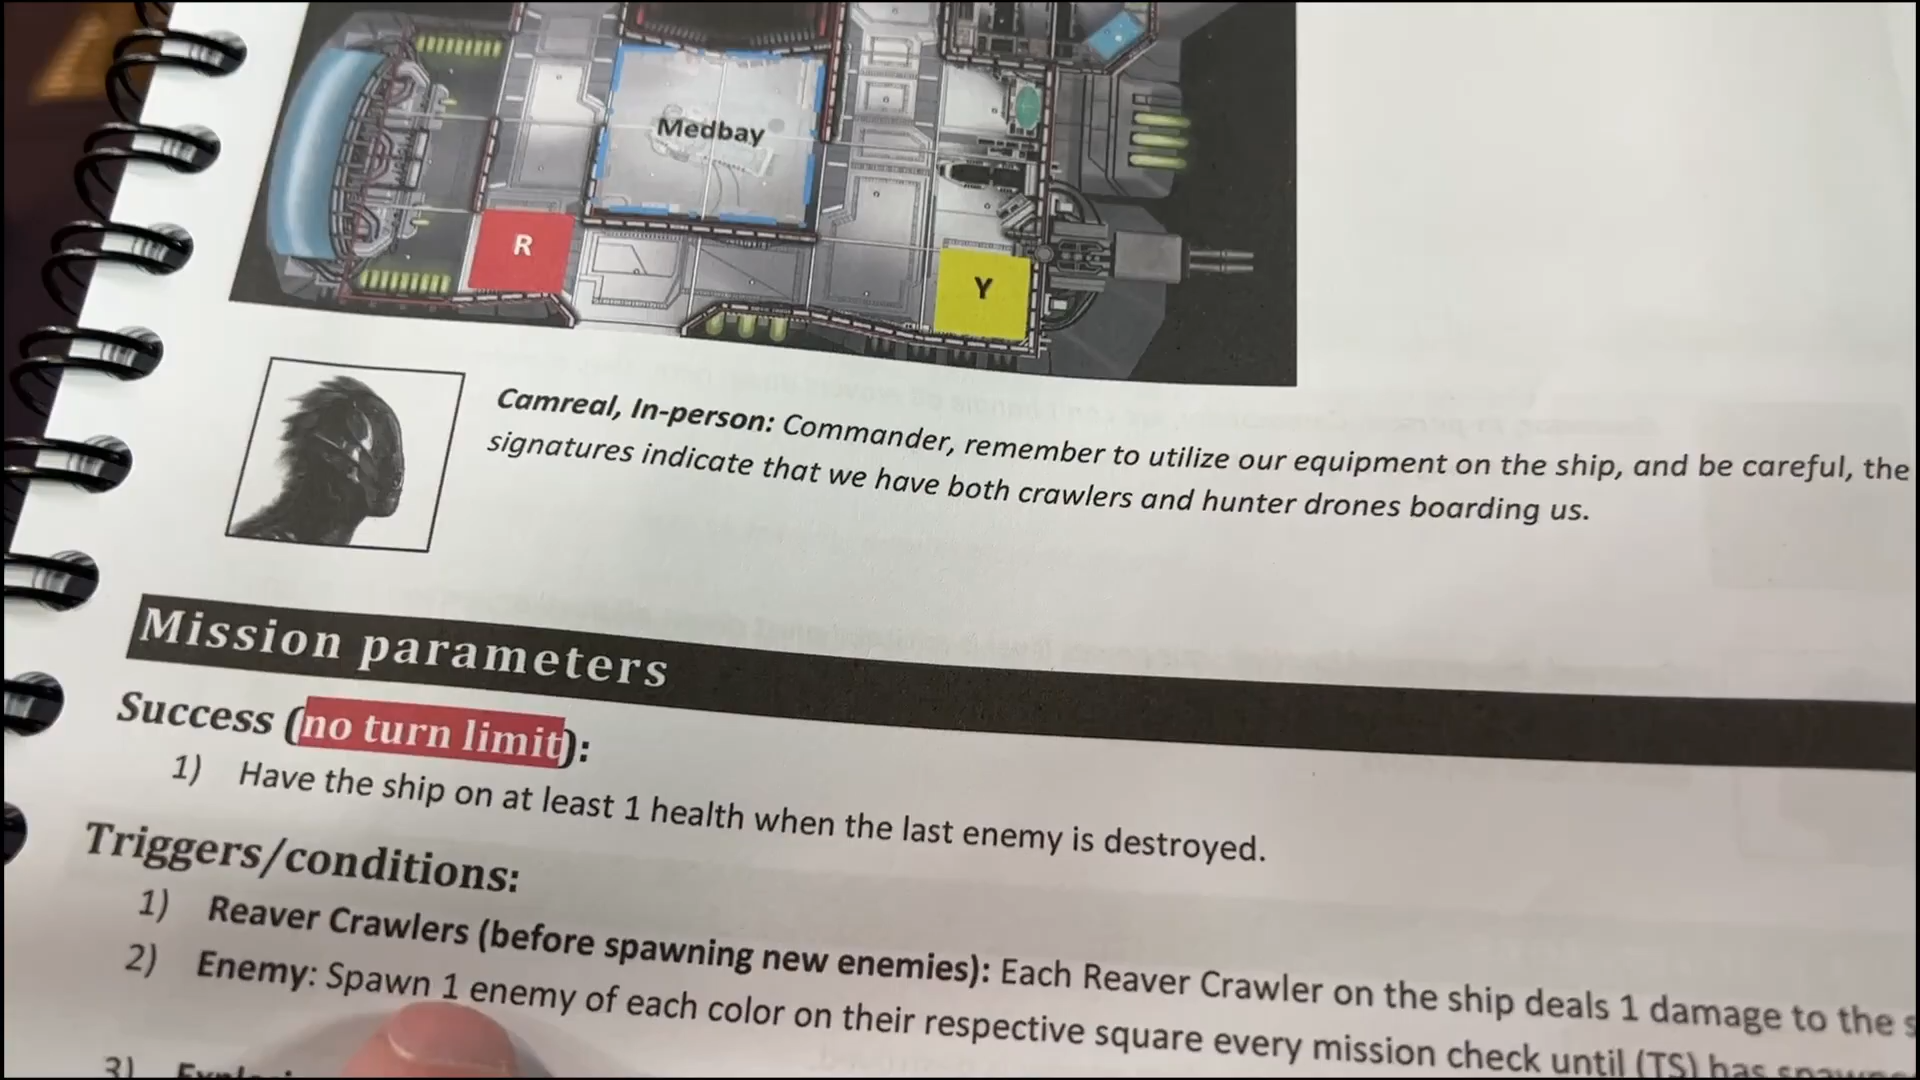 Medbay
R
Y
Camreal, In-person: Commander, remember to utilize our equipment on the ship, and be careful, the
signatures indicate that we have both crawlers and hunter drones boarding us.
Mission parameters
Success (no turn limit):
1) Have the ship on at least 1 health when the last enemy is destroyed.
Triggers/conditions:
1) Reaver Crawlers (before spawning new enemies): Each Reaver Crawler on the ship deals 1 damage to the s
2) Enemy: Spawn 1 enemy of each color on their respective square every mission check until (TS) has
3)